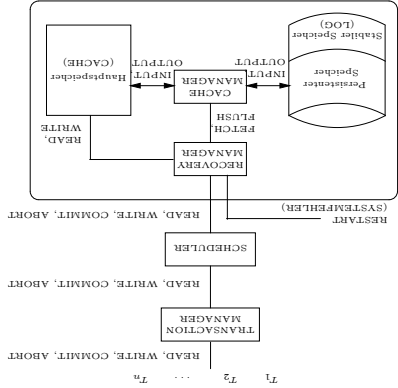 T₁ T₂ . . . Tₙ
READ, WRITE, COMMIT, ABORT
TRANSACTION
MANAGER
READ, WRITE, COMMIT, ABORT
SCHEDULER
READ, WRITE, COMMIT, ABORT
RESTART
(SYSTEMFEHLER)
RECOVERY
MANAGER
READ,
WRITE
FETCH,
FLUSH
CACHE
MANAGER
INPUT
OUTPUT
INPUT,
OUTPUT
Persistenter
Speicher
Stabiler Speicher
(LOG)
Hauptspeicher
(CACHE)